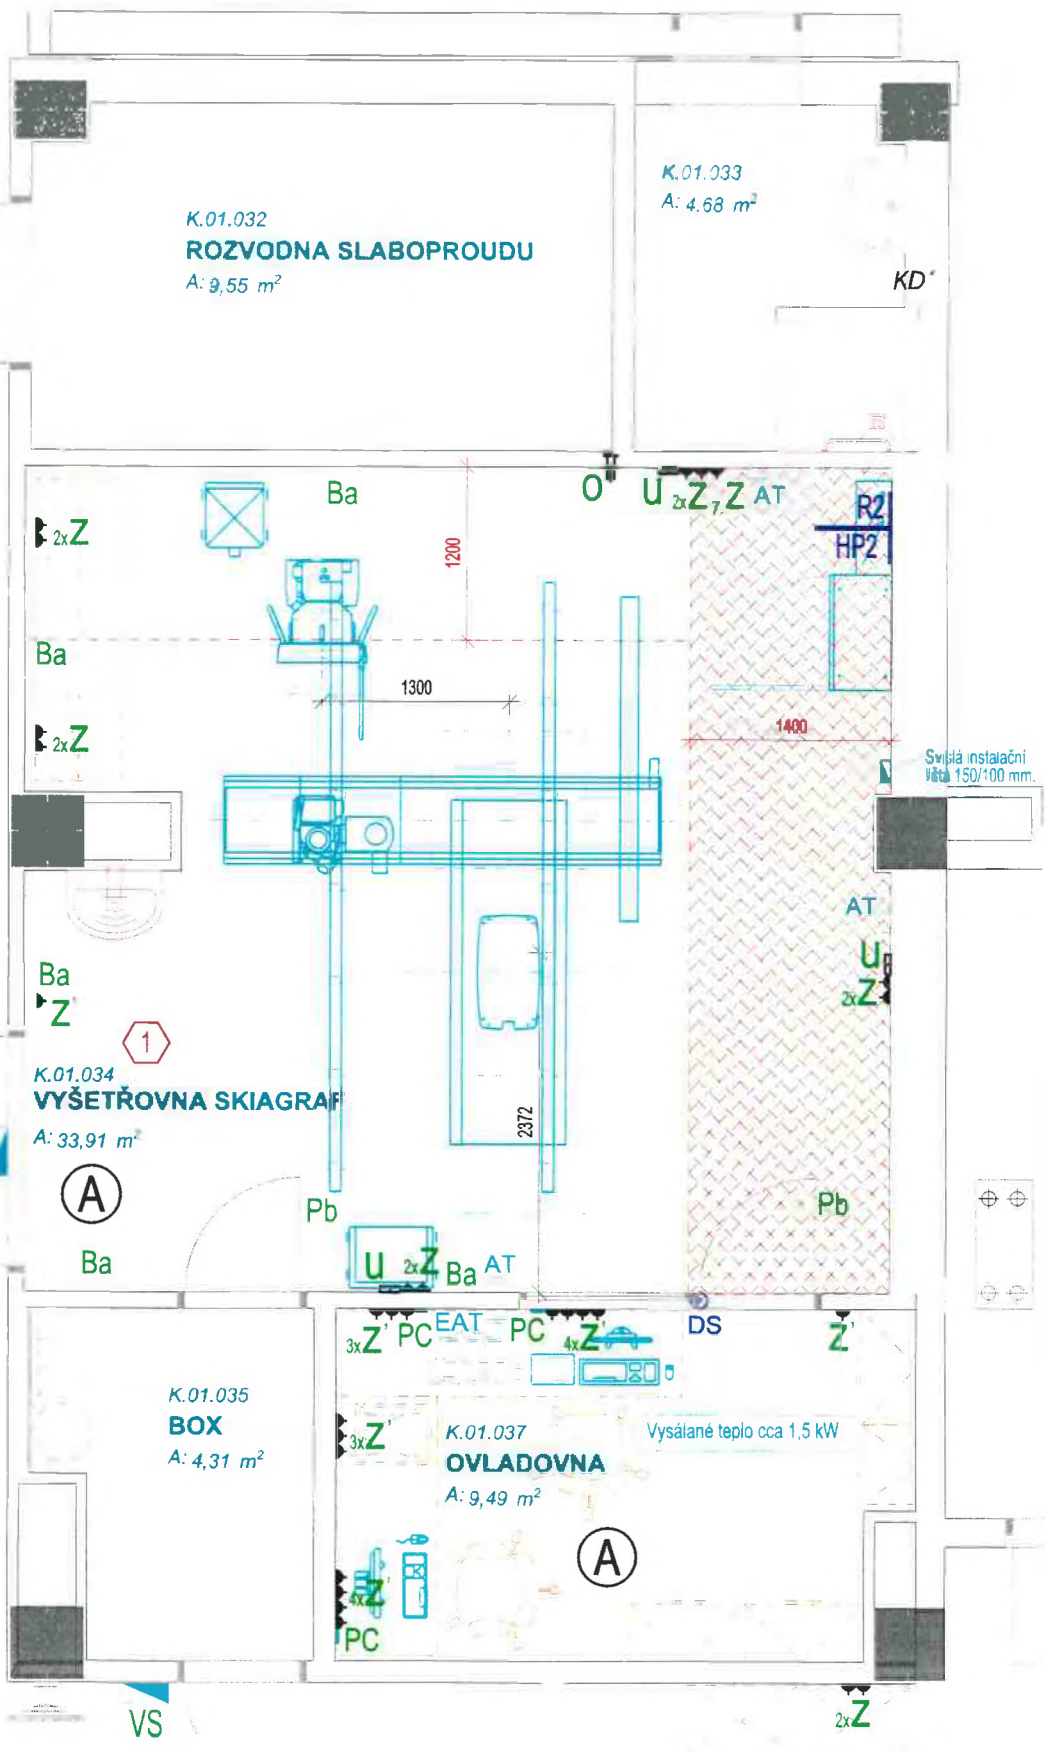 K.01.032
ROZVODNA SLABOPROUDU
A: 9,55 m²
K.01.033
A: 4.68 m²
KD
Ba
O
U 2xZ 7,Z AT
R2
HP2
2xZ
1200
Ba
1300
2xZ
1400
Svislá instalační
lišta 150/100 mm.
AT
U
2xZ
Ba
Z'
1
K.01.034
VYŠETŘOVNA SKIAGRAF
A: 33,91 m²
2372
A
Pb
Pb
Ba
U 2xZ Ba AT
3xZ' PC EAT PC 4xZ' DS Z'
K.01.035
BOX
A: 4,31 m²
3xZ'
K.01.037
OVLADOVNA
A: 9,49 m²
Vysálané teplo cca 1,5 kW
A
4xZ'
PC
VS
2xZ